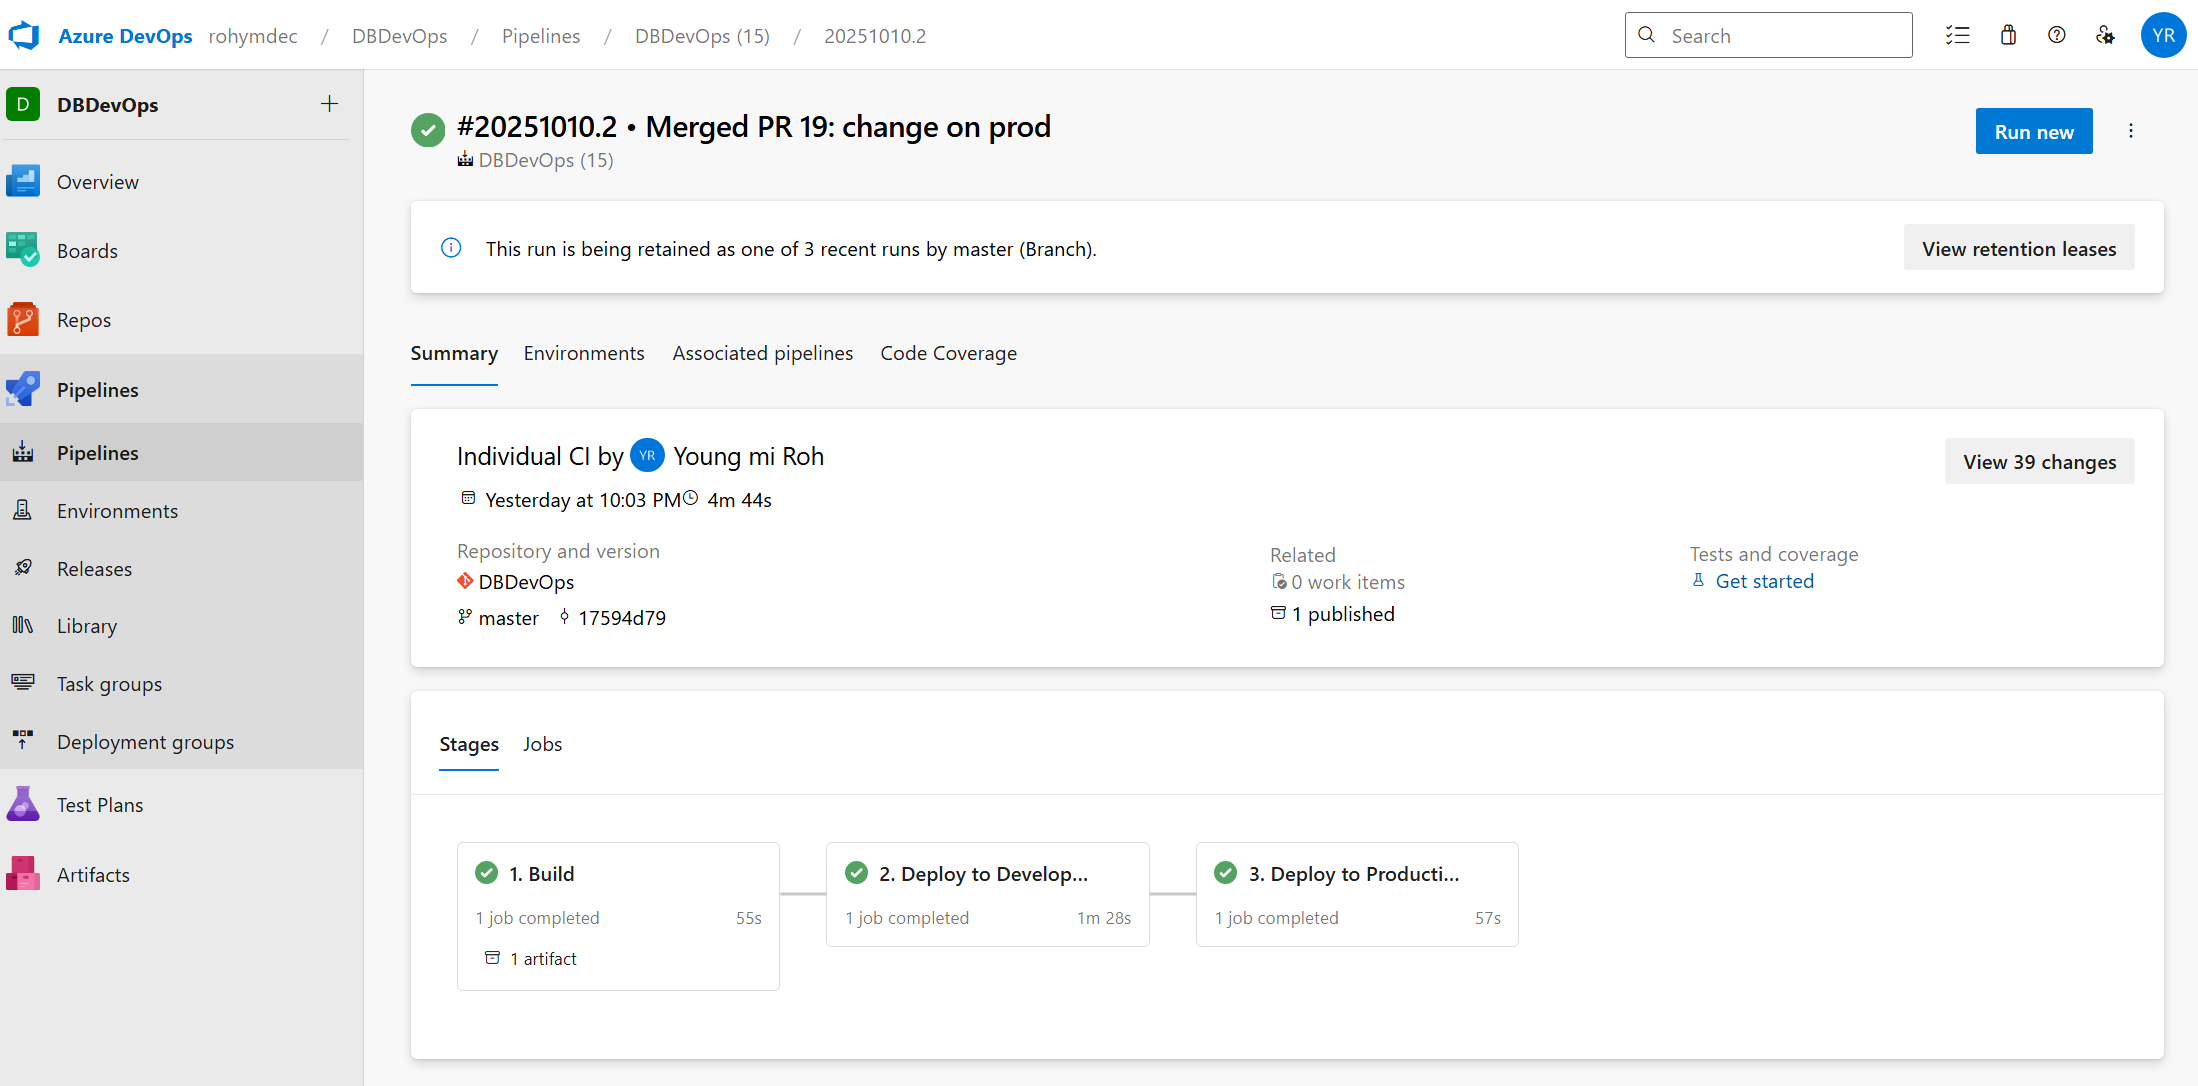 Azure DevOps rohymdec / DBDevOps / Pipelines / DBDevOps (15) / 20251010.2
Search
YR
D DBDevOps
Overview
Boards
Repos
Pipelines
Pipelines
Environments
Releases
Library
Task groups
Deployment groups
Test Plans
Artifacts
#20251010.2 • Merged PR 19: change on prod
DBDevOps (15)
Run new
This run is being retained as one of 3 recent runs by master (Branch).
View retention leases
Summary Environments Associated pipelines Code Coverage
Individual CI by YR Young mi Roh
View 39 changes
Yesterday at 10:03 PM 4m 44s
Repository and version
DBDevOps
master 17594d79
Related
0 work items
1 published
Tests and coverage
Get started
Stages Jobs
1. Build
1 job completed 55s
1 artifact
2. Deploy to Develop...
1 job completed 1m 28s
3. Deploy to Producti...
1 job completed 57s